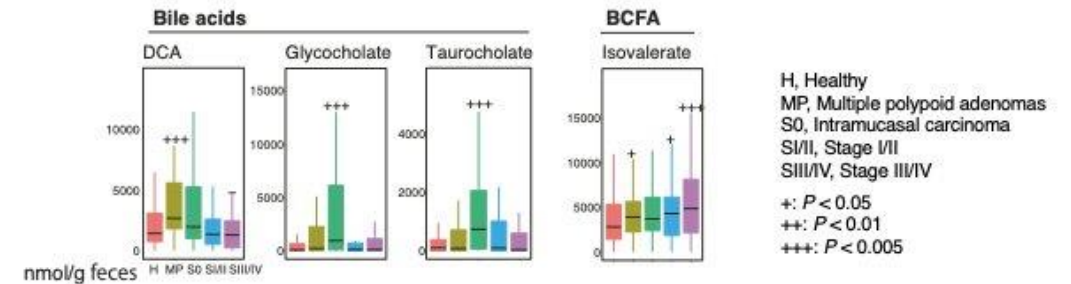 Bile acids
BCFA
DCA
Glycocholate
Taurocholate
Isovalerate
10000
5000
0
+++
15000
10000
5000
0
+++
4000
2000
0
+++
15000
10000
5000
0
+
+
+++
nmol/g feces
H MP S0 SI/II SIII/IV
H, Healthy
MP, Multiple polypoid adenomas
S0, Intramucasal carcinoma
SI/II, Stage I/II
SIII/IV, Stage III/IV
+: P < 0.05
++: P < 0.01
+++: P < 0.005